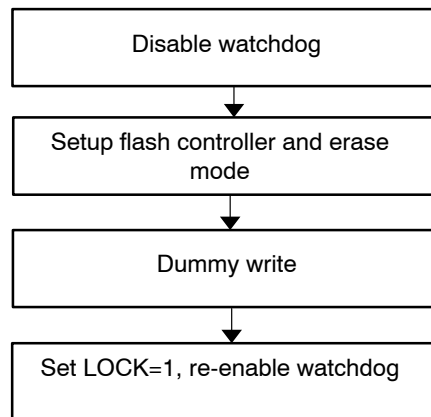 Disable watchdog
Setup flash controller and erase
mode
Dummy write
Set LOCK=1, re-enable watchdog